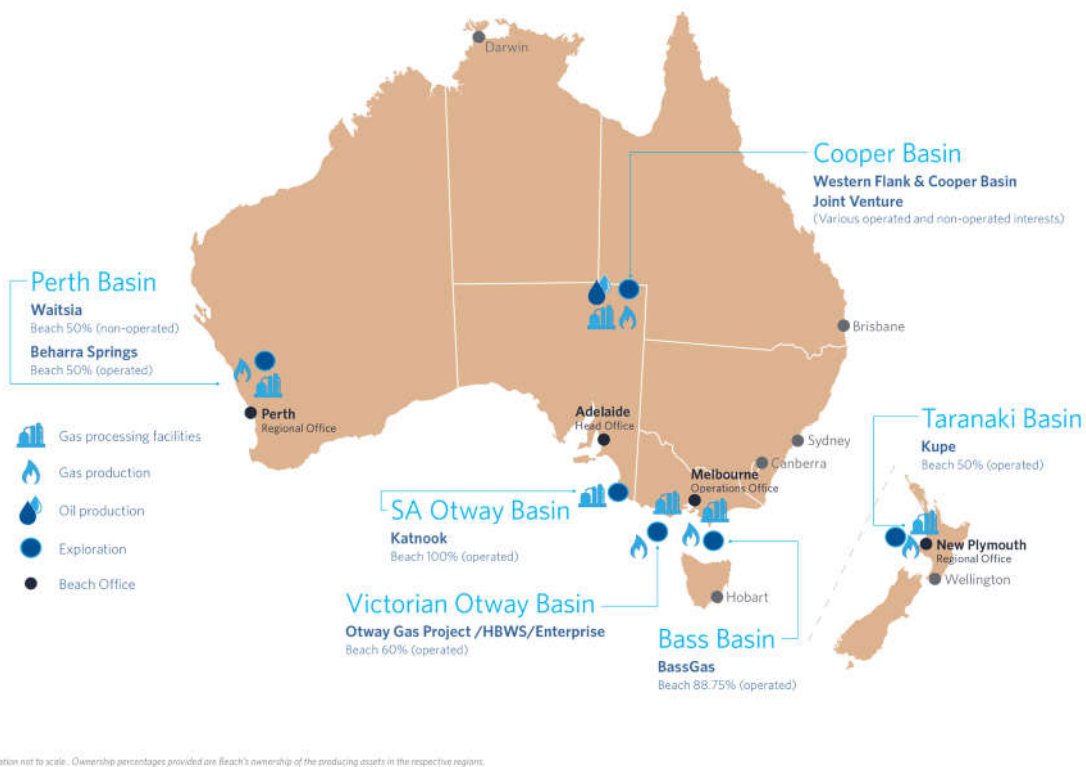 Darwin
Cooper Basin
Western Flank & Cooper Basin
Joint Venture
(Various operated and non-operated interests)
Perth Basin
Waitsia
Beach 50% (non-operated)
Beharra Springs
Beach 50% (operated)
Brisbane
Perth
Regional Office
Adelaide
Head Office
Taranaki Basin
Kupe
Beach 50% (operated)
Gas processing facilities
Gas production
Oil production
Exploration
Beach Office
Sydney
Canberra
Melbourne
Operations Office
SA Otway Basin
Katnook
Beach 100% (operated)
New Plymouth
Regional Office
Wellington
Hobart
Victorian Otway Basin
Otway Gas Project /HBWS/Enterprise
Beach 60% (operated)
Bass Basin
BassGas
Beach 88.75% (operated)
not to scale. Ownership percentages provided are Beach's ownership of the producing assets in the respective regions.